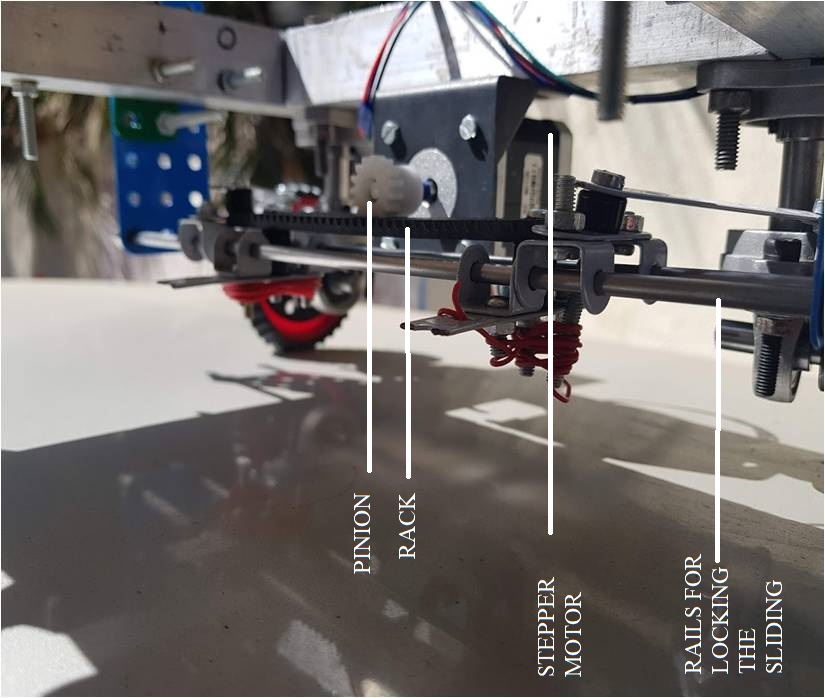 PINION
RACK
STEPPER
MOTOR
RAILS FOR
LOCKING
THE
SLIDING